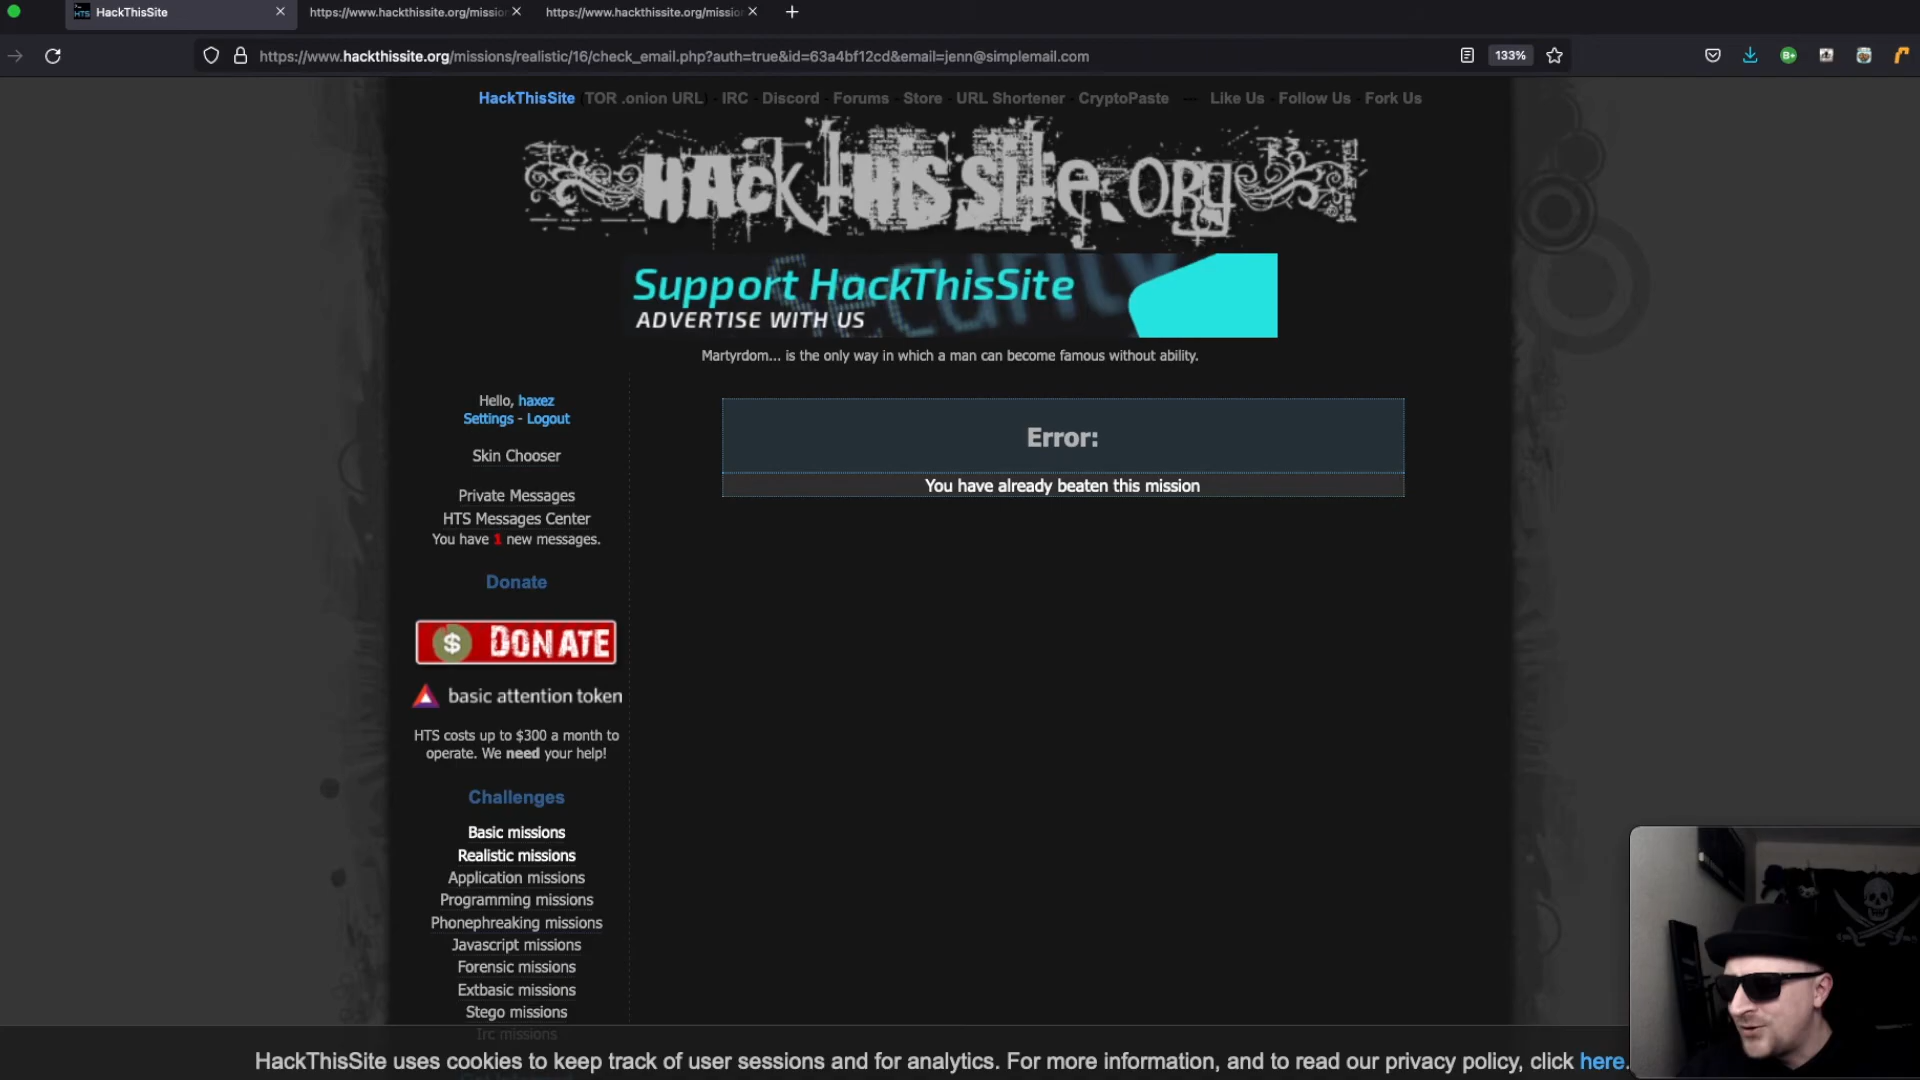 HackThisSite
https://www.hackthissite.org/missio
https://www.hackthissite.org/missio
https://www.hackthissite.org/missions/realistic/16/check_email.php?auth=true&id=63a4bf12cd&email=jenn@simplemail.com
133%
HackThisSite (TOR .onion URL) - IRC - Discord - Forums - Store - URL Shortener - CryptoPaste --- Like Us - Follow Us - Fork Us
HackThisSite.org
Security
Support HackThisSite
ADVERTISE WITH US
Martyrdom... is the only way in which a man can become famous without ability.
Hello, haxez
Settings - Logout
Skin Chooser
Private Messages
HTS Messages Center
You have 1 new messages.
Donate
$ DONATE
basic attention token
HTS costs up to $300 a month to
operate. We need your help!
Challenges
Basic missions
Realistic missions
Application missions
Programming missions
Phonephreaking missions
Javascript missions
Forensic missions
Extbasic missions
Stego missions
Irc missions
Error:
You have already beaten this mission
HackThisSite uses cookies to keep track of user sessions and for analytics. For more information, and to read our privacy policy, click here.